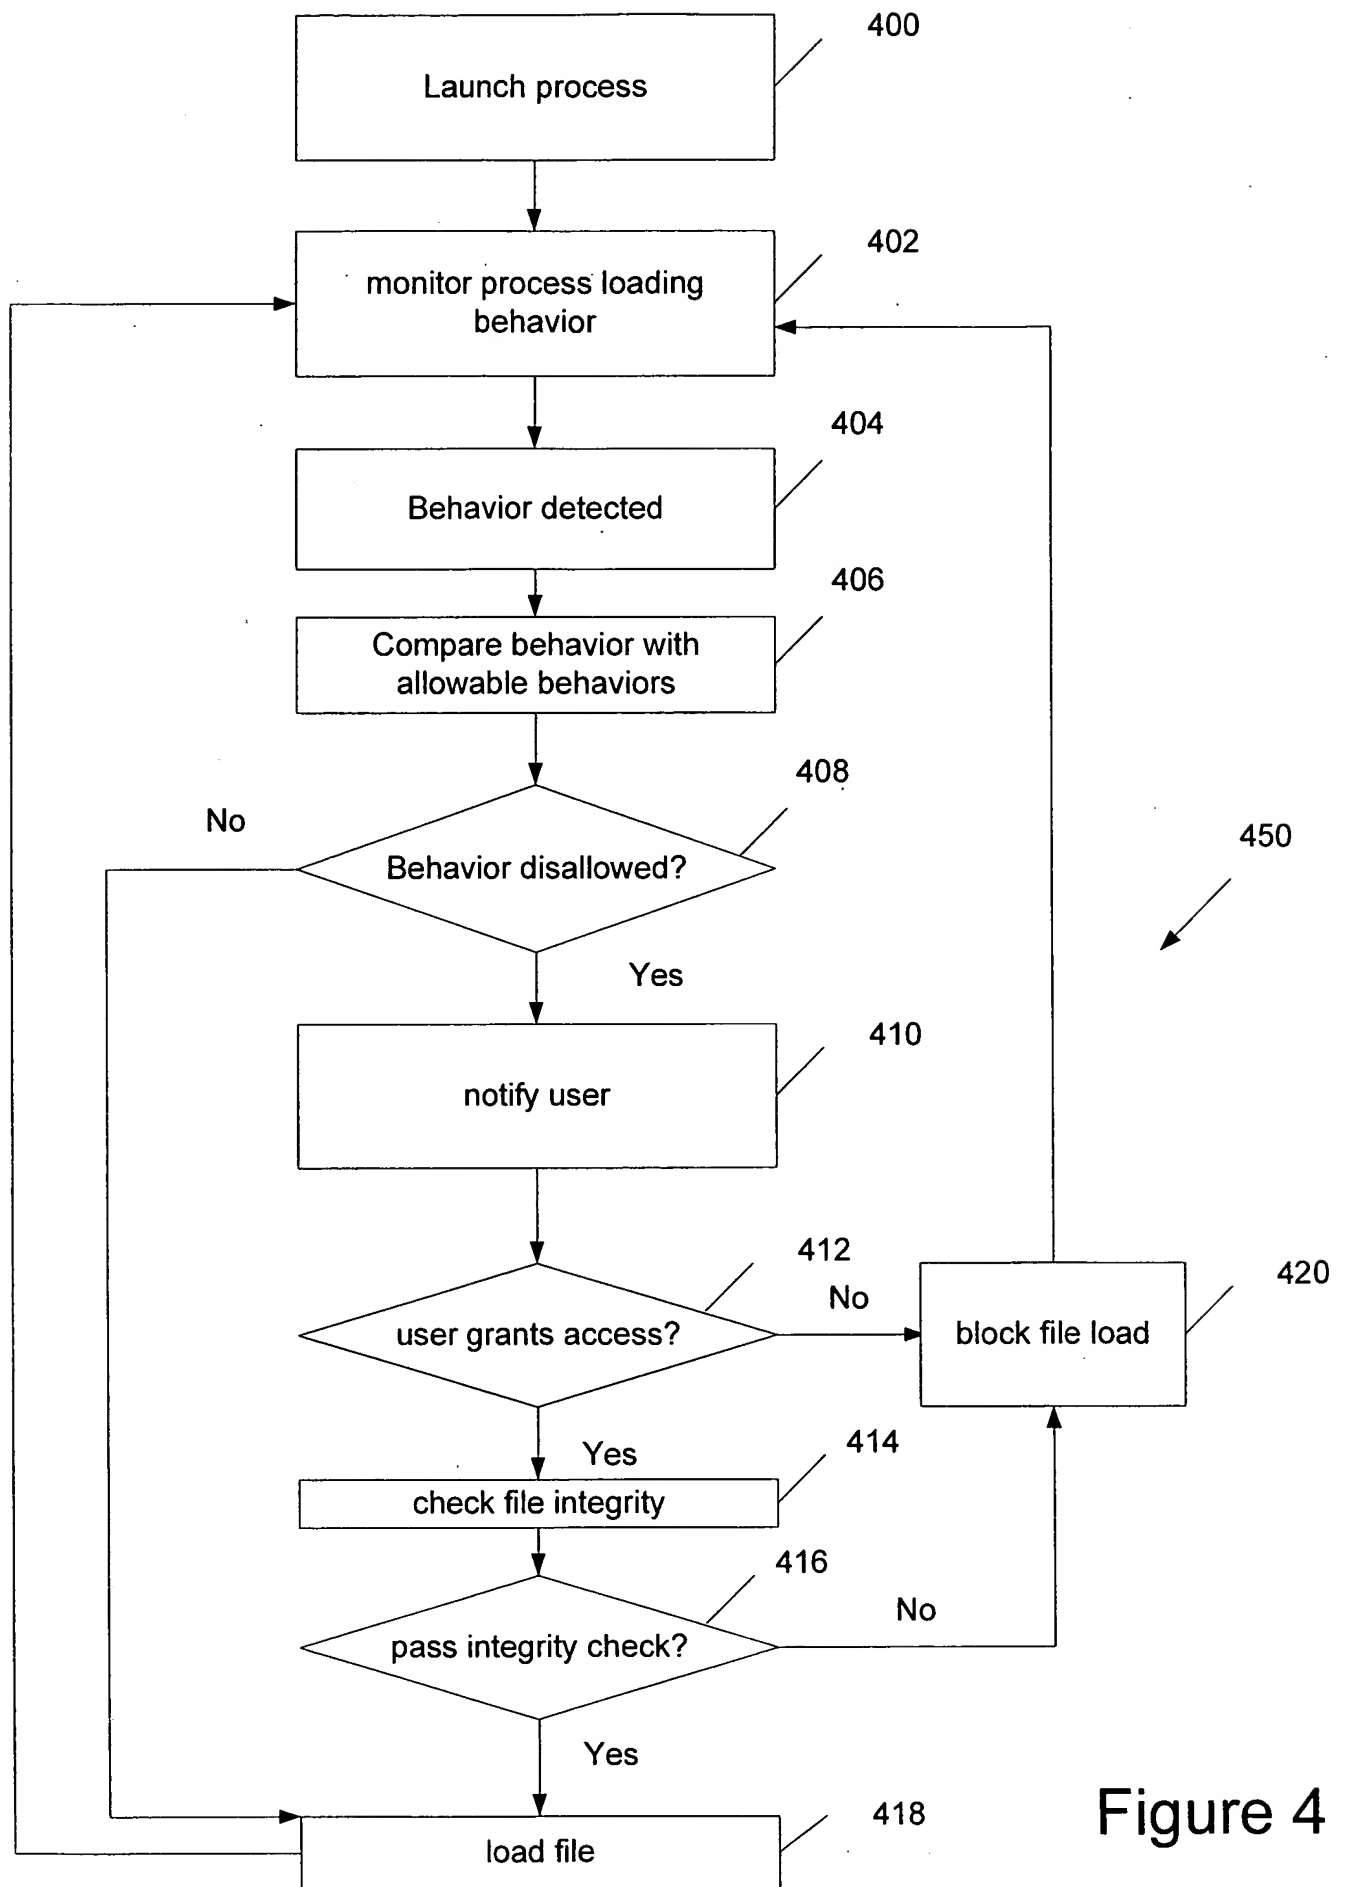 400
Launch process
402
monitor process loading
behavior
404
Behavior detected
406
Compare behavior with
allowable behaviors
408
No
Behavior disallowed?
450
Yes
410
notify user
412
No
420
user grants access?
block file load
414
Yes
check file integrity
416
No
pass integrity check?
Yes
418
Figure 4
load file